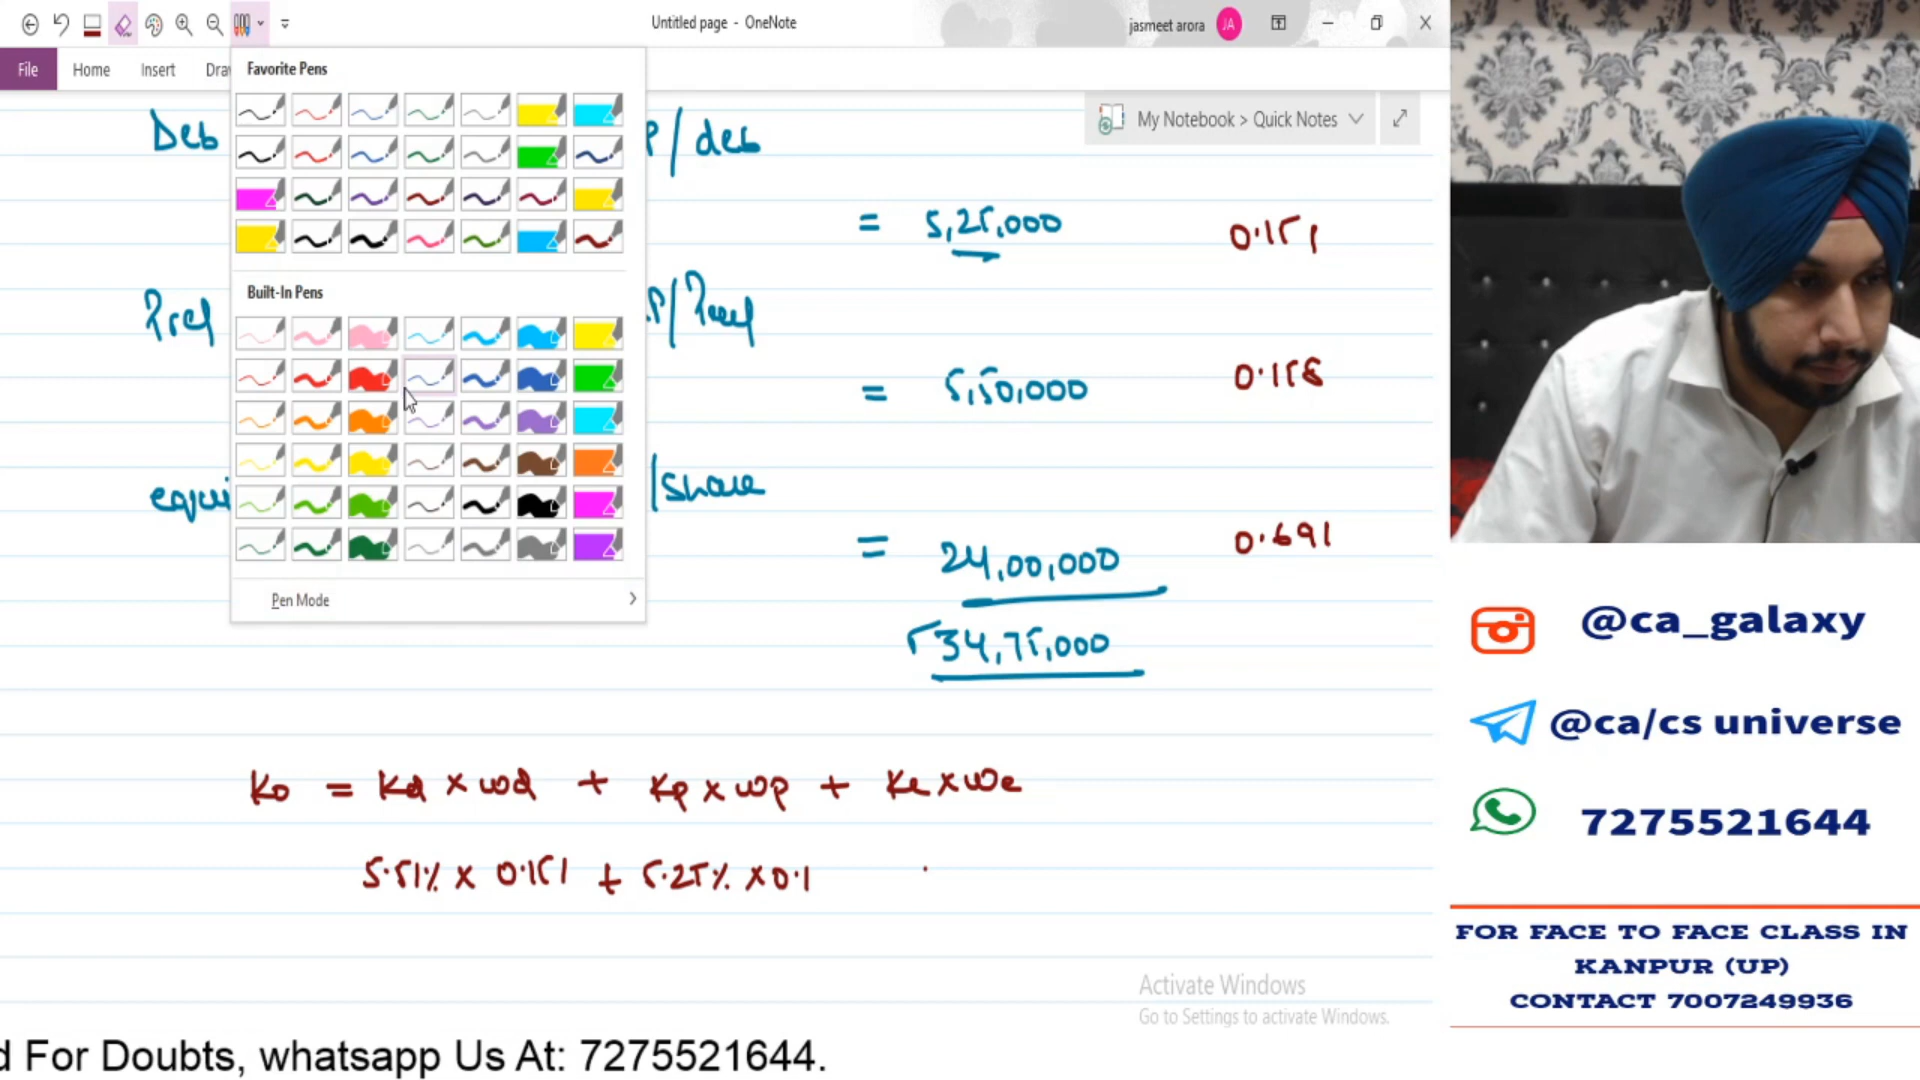 Untitled page - OneNote
jasmeet arora
JA
File
Home
Insert
Dra
Favorite Pens
Built-In Pens
Pen Mode
My Notebook > Quick Notes
Deb
P/deb
= 5,25,000 0.151
Pref
P/Pref
= 5,50,000 0.158
equi
/share
= 24,00,000 0.691
34,75,000
Ko = Kd × wd + Kp × wp + Ke × we
5.51% × 0.151 + 5.25% × 0.1
Activate Windows
Go to Settings to activate Windows.
@ca_galaxy
@ca/cs universe
7275521644
FOR FACE TO FACE CLASS IN
KANPUR (UP)
CONTACT 7007249936
d For Doubts, whatsapp Us At: 7275521644.